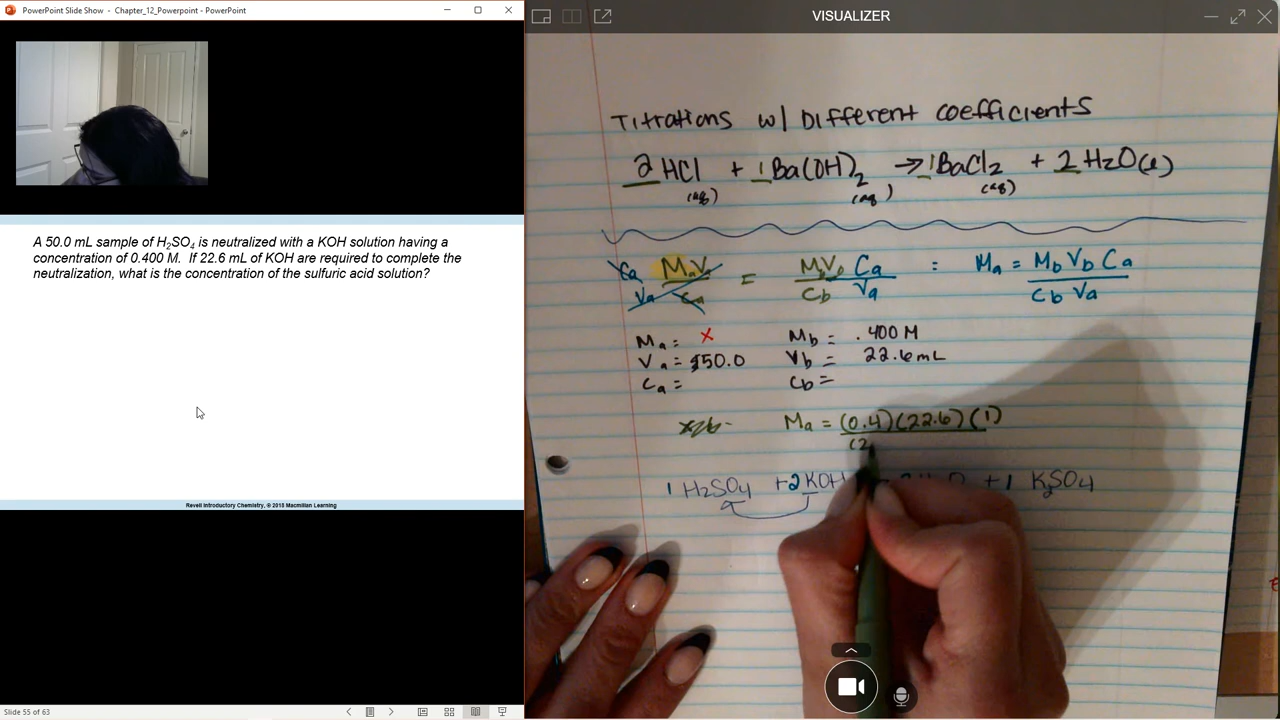 PowerPoint Slide Show - Chapter_12_Powerpoint - PowerPoint
A 50.0 mL sample of H₂SO₄ is neutralized with a KOH solution having a
concentration of 0.400 M. If 22.6 mL of KOH are required to complete the
neutralization, what is the concentration of the sulfuric acid solution?
Revell Introductory Chemistry, © 2018 Macmillan Learning
Slide 55 of 63
VISUALIZER
Titrations w/ Different coefficients
2 HCl (aq) + 1 Ba(OH)₂ (aq) → 1 BaCl₂ (aq) + 2 H₂O(l)
Ca/Va MaVa/Ca = MbVb/Cb Ca/Va : Ma = Mb Vb Ca / Cb Va
Ma = x Mb = .400 M
Va = 50.0 Vb = 22.6 mL
Ca = Cb =
Ma = (0.4)(22.6)(1)
(2
1 H₂SO₄ + 2 KOH + 1 K₂SO₄